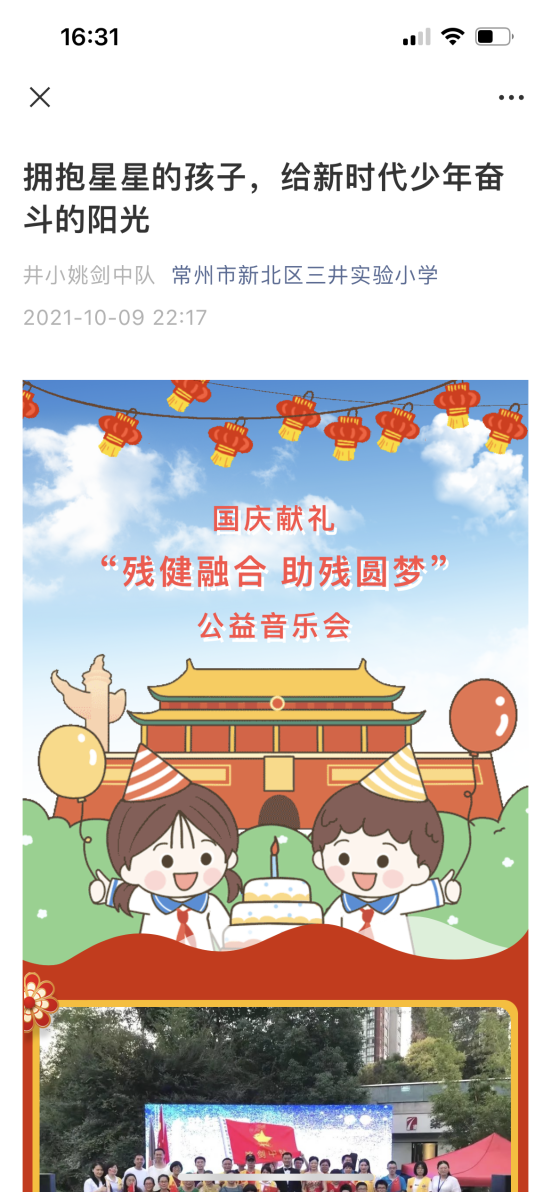 16:31
拥抱星星的孩子，给新时代少年奋
斗的阳光
井小姚剑中队 常州市新北区三井实验小学
2021-10-09 22:17
国庆献礼
“残健融合 助残圆梦”
公益音乐会